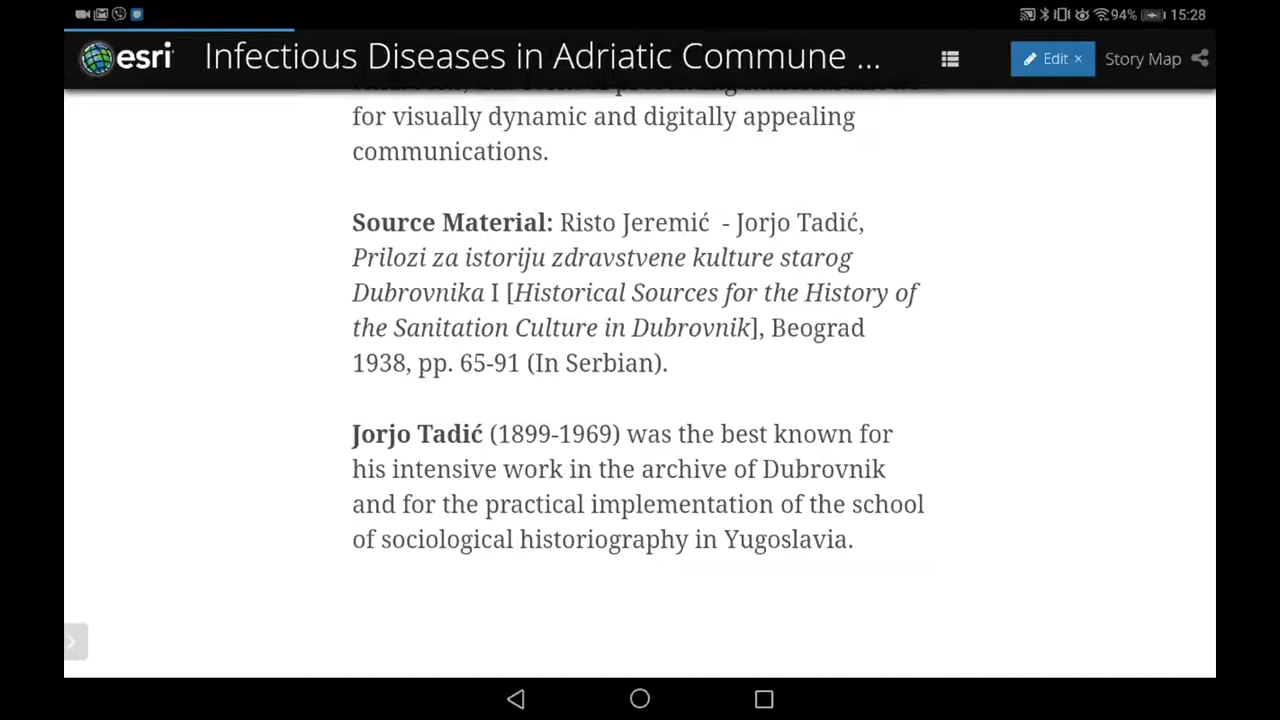 94% 15:28
esri Infectious Diseases in Adriatic Commune ... Edit × Story Map
for visually dynamic and digitally appealing
communications.
Source Material: Risto Jeremić - Jorjo Tadić,
Prilozi za istoriju zdravstvene kulture starog
Dubrovnika I [Historical Sources for the History of
the Sanitation Culture in Dubrovnik], Beograd
1938, pp. 65-91 (In Serbian).
Jorjo Tadić (1899-1969) was the best known for
his intensive work in the archive of Dubrovnik
and for the practical implementation of the school
of sociological historiography in Yugoslavia.